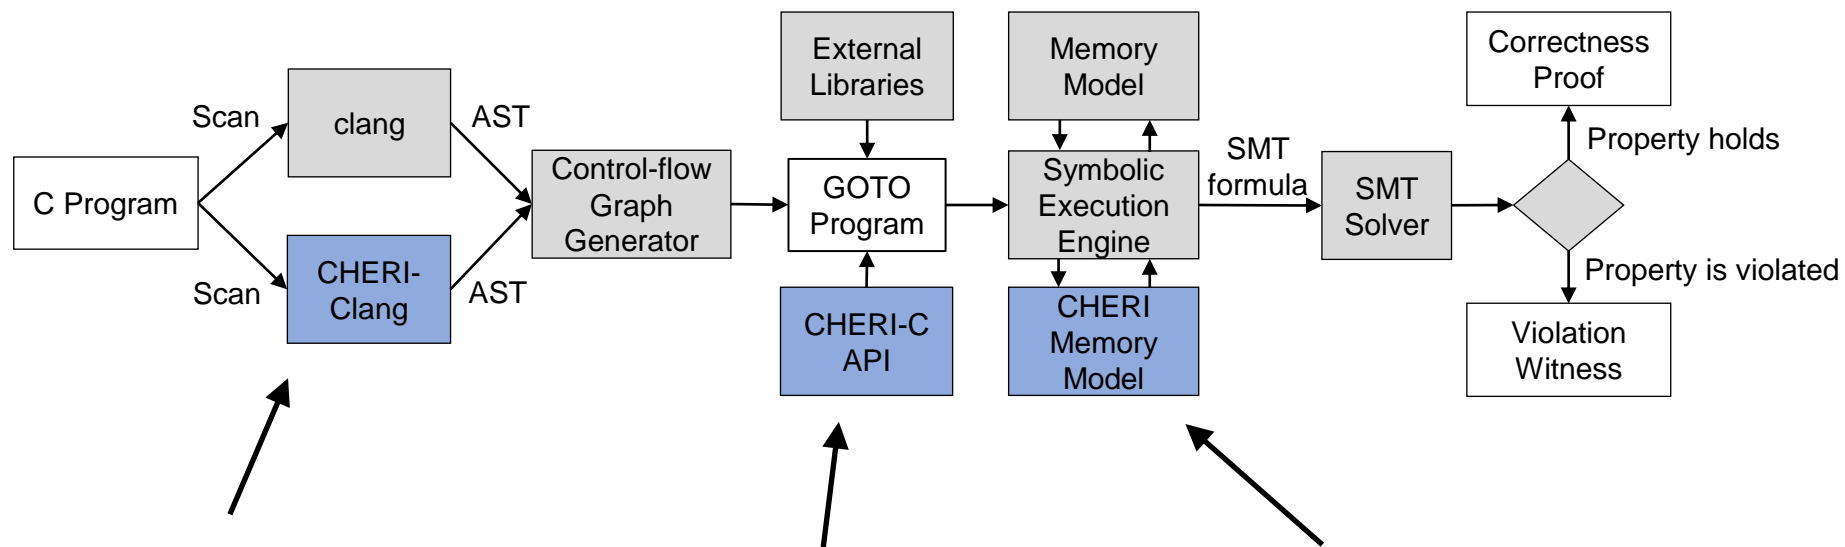 C Program
Scan
Scan
clang
CHERI-
Clang
AST
AST
Control-flow
Graph
Generator
External
Libraries
GOTO
Program
CHERI-C
API
Memory
Model
Symbolic
Execution
Engine
CHERI
Memory
Model
SMT
formula
SMT
Solver
Correctness
Proof
Property holds
Property is violated
Violation
Witness